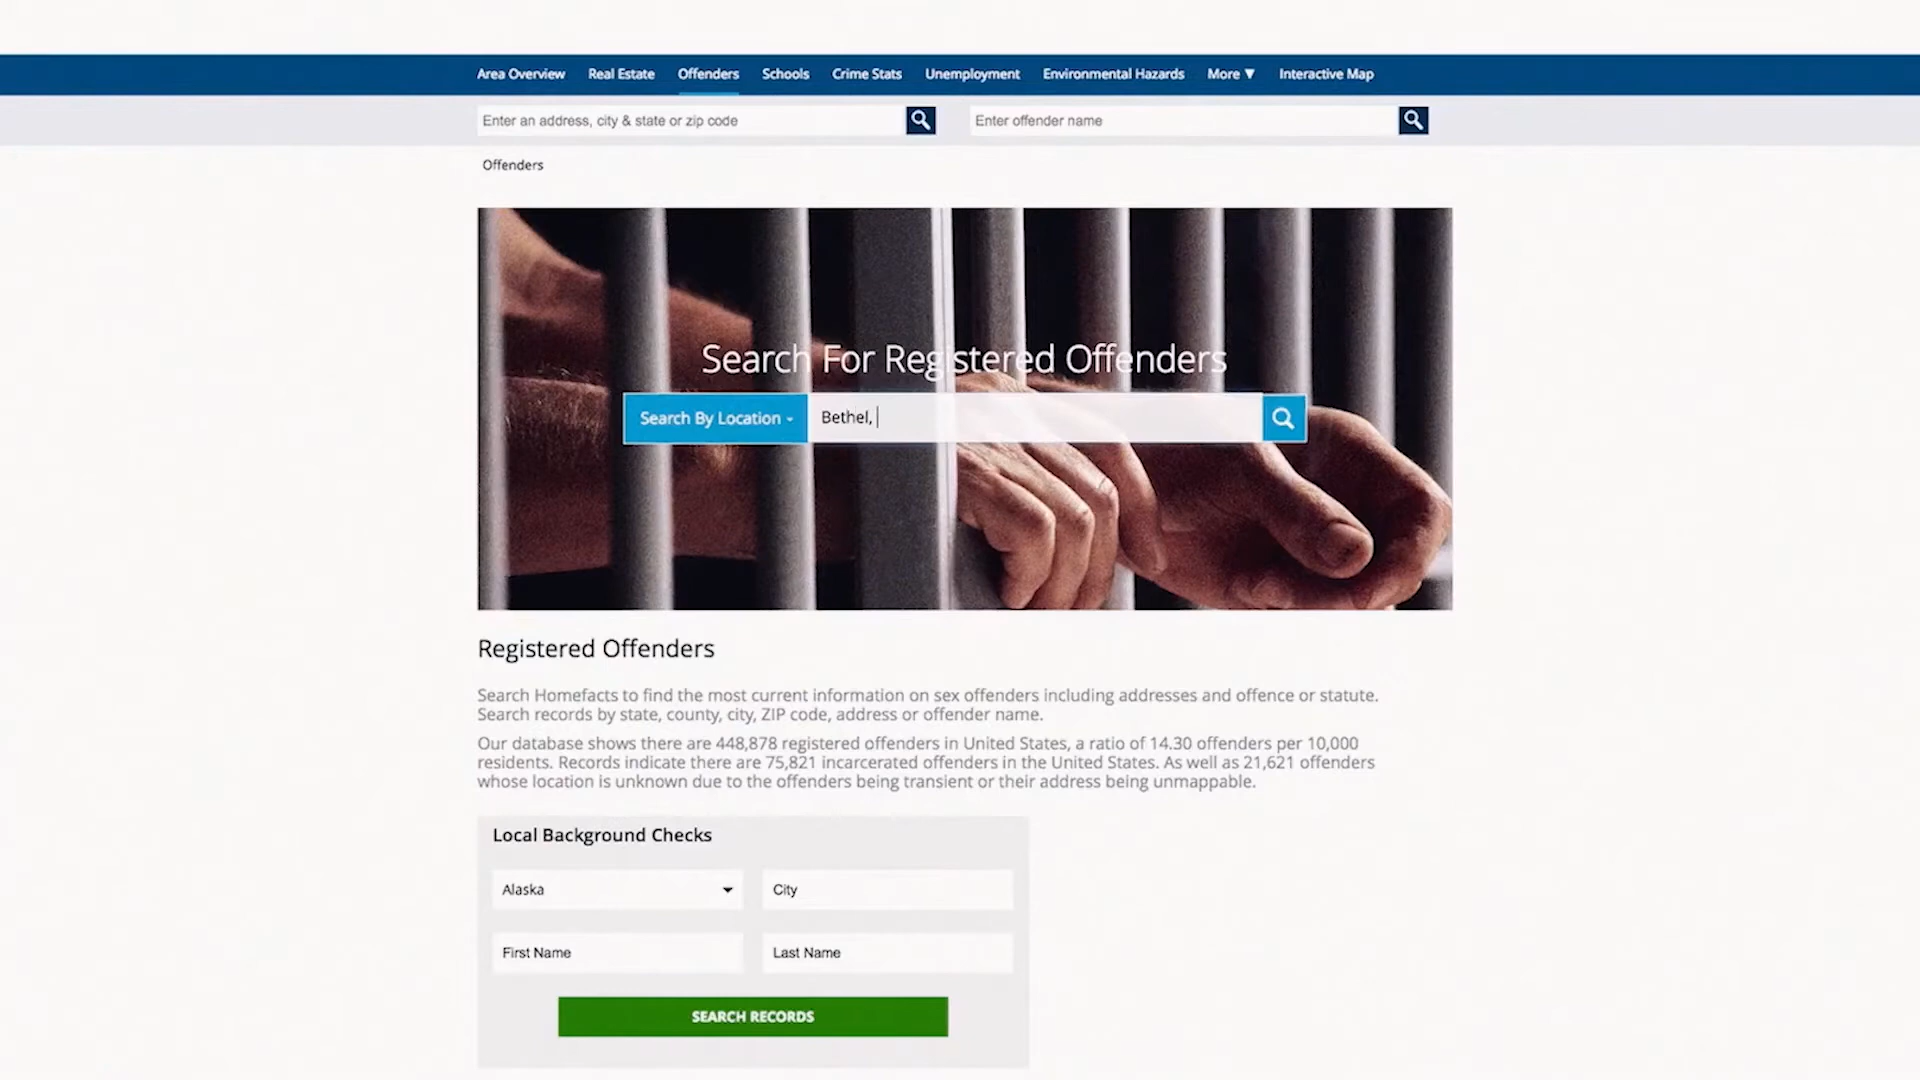 Area Overview Real Estate Offenders Schools Crime Stats Unemployment Environmental Hazards More ▼ Interactive Map
Enter an address, city & state or zip code Enter offender name
Offenders
Search For Registered Offenders
Search By Location - Bethel,
Registered Offenders
Search Homefacts to find the most current information on sex offenders including addresses and offence or statute.
Search records by state, county, city, ZIP code, address or offender name.
Our database shows there are 448,878 registered offenders in United States, a ratio of 14.30 offenders per 10,000
residents. Records indicate there are 75,821 incarcerated offenders in the United States. As well as 21,621 offenders
whose location is unknown due to the offenders being transient or their address being unmappable.
Local Background Checks
Alaska City
First Name Last Name
SEARCH RECORDS